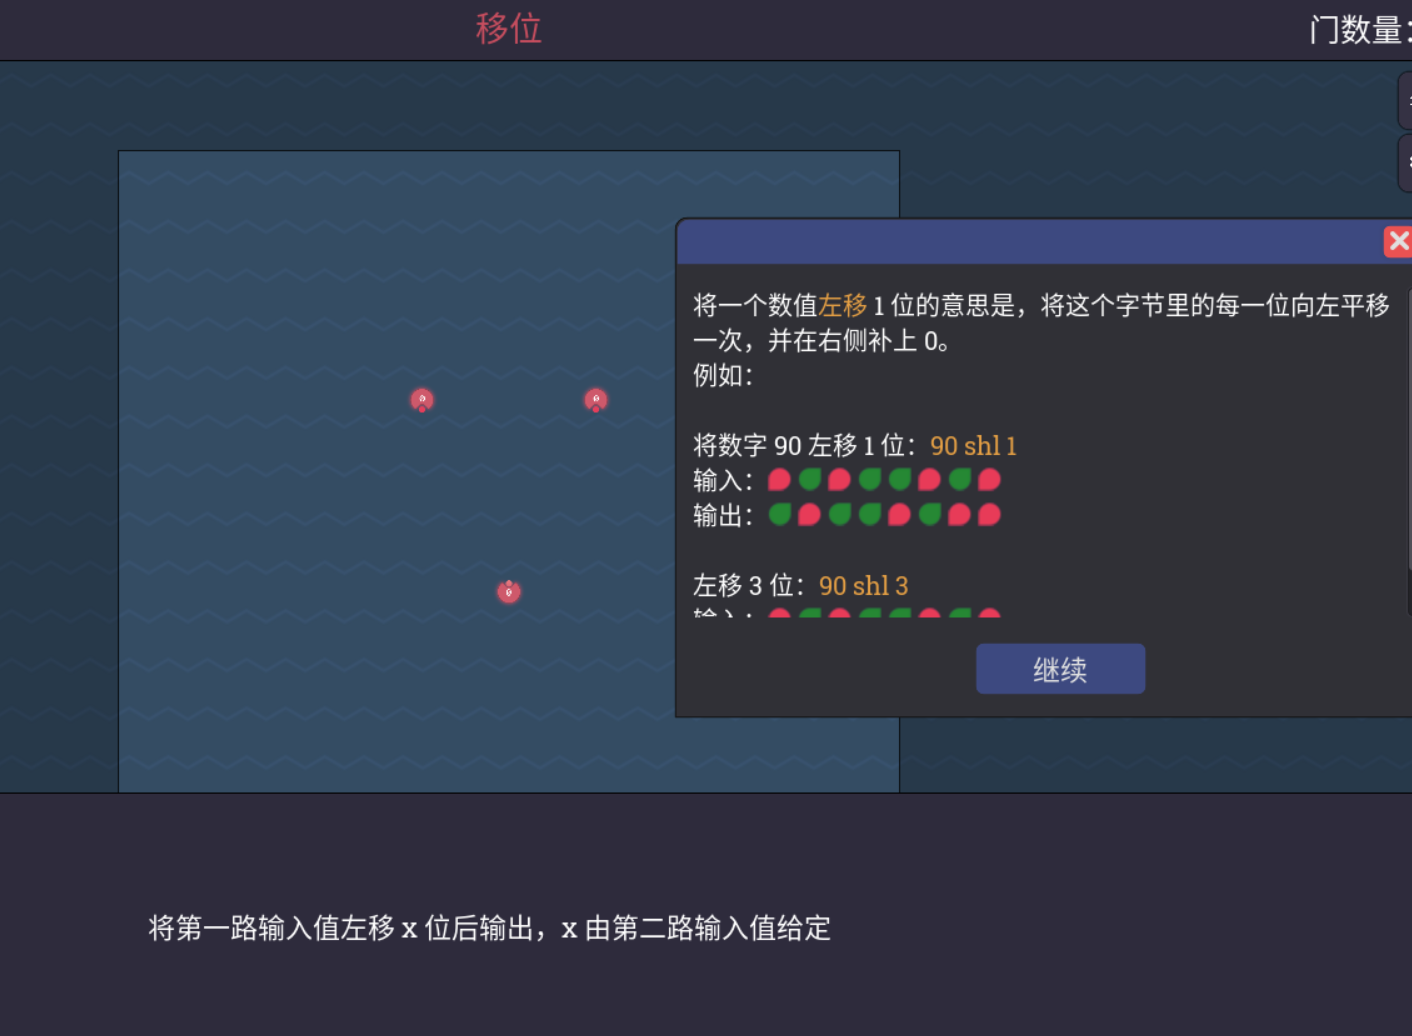 移位
门数量：
将一个数值左移 1 位的意思是，将这个字节里的每一位向左平移
一次，并在右侧补上 0。
例如：
将数字 90 左移 1 位：90 shl 1
输入：
输出：
左移 3 位：90 shl 3
输入：
继续
将第一路输入值左移 x 位后输出，x 由第二路输入值给定